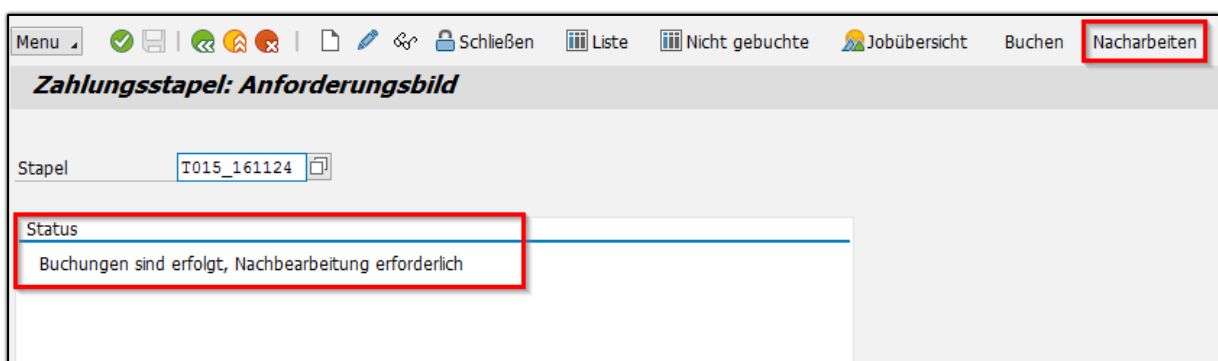 Menu Schließen Liste Nicht gebuchte Jobübersicht Buchen Nacharbeiten
Zahlungsstapel: Anforderungsbild
Stapel T015_161124
Status
Buchungen sind erfolgt, Nachbearbeitung erforderlich